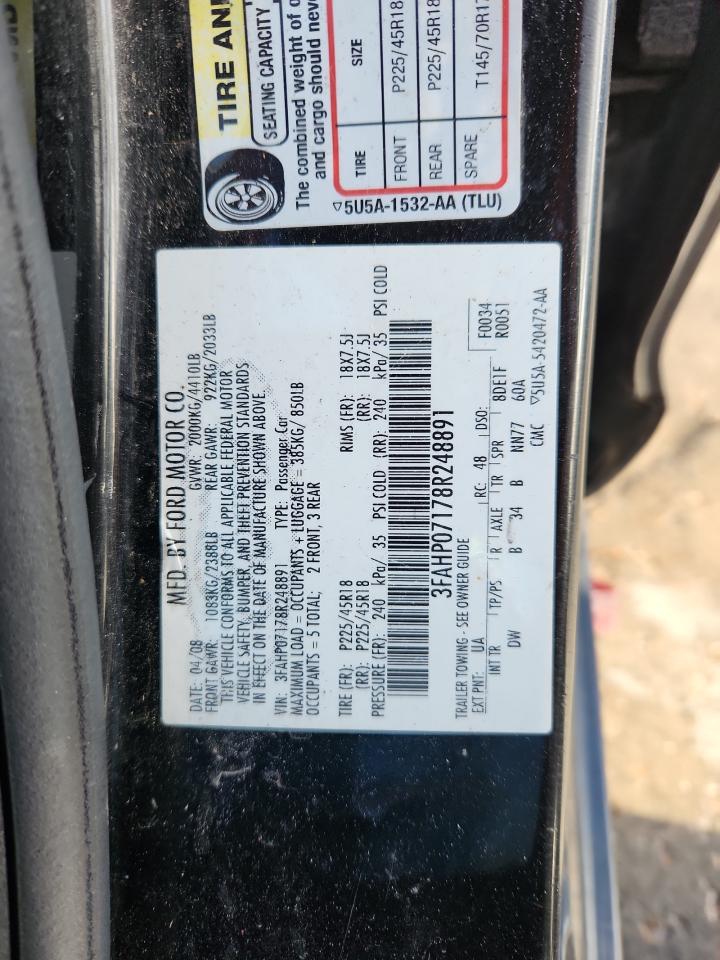 TIRE AND
SEATING CAPACITY
The combined weight of o
and cargo should neve
TIRE SIZE
FRONT P225/45R18
REAR P225/45R18
SPARE T145/70R17
▽5U5A-1532-AA (TLU)
MFD. BY FORD MOTOR CO.
DATE: 04/08 GVWR: 2000KG/4410LB
FRONT GAWR: 1083KG/2388LB REAR GAWR: 922KG/2033LB
THIS VEHICLE CONFORMS TO ALL APPLICABLE FEDERAL MOTOR
VEHICLE SAFETY, BUMPER, AND THEFT PREVENTION STANDARDS
IN EFFECT ON THE DATE OF MANUFACTURE SHOWN ABOVE.
VIN: 3FAHP07178R248891 TYPE: Passenger Car
MAXIMUM LOAD = OCCUPANTS + LUGGAGE = 385KG/ 850LB
OCCUPANTS = 5 TOTAL; 2 FRONT, 3 REAR
TIRE (FR): P225/45R18 RIMS (FR): 18X7.5J
(RR): P225/45R18 (RR): 18X7.5J
PRESSURE (FR): 240 kPa/ 35 PSI COLD (RR): 240 kPa/ 35 PSI COLD
3FAHP07178R248891
TRAILER TOWING - SEE OWNER GUIDE F0034
R0051
EXT PNT: UA RC: 48 DSO:
INT TR TP/PS R AXLE TR SPR 8DE1F
DW B 34 B NN77 60A
CMC ▽5U5A-5420472-AA